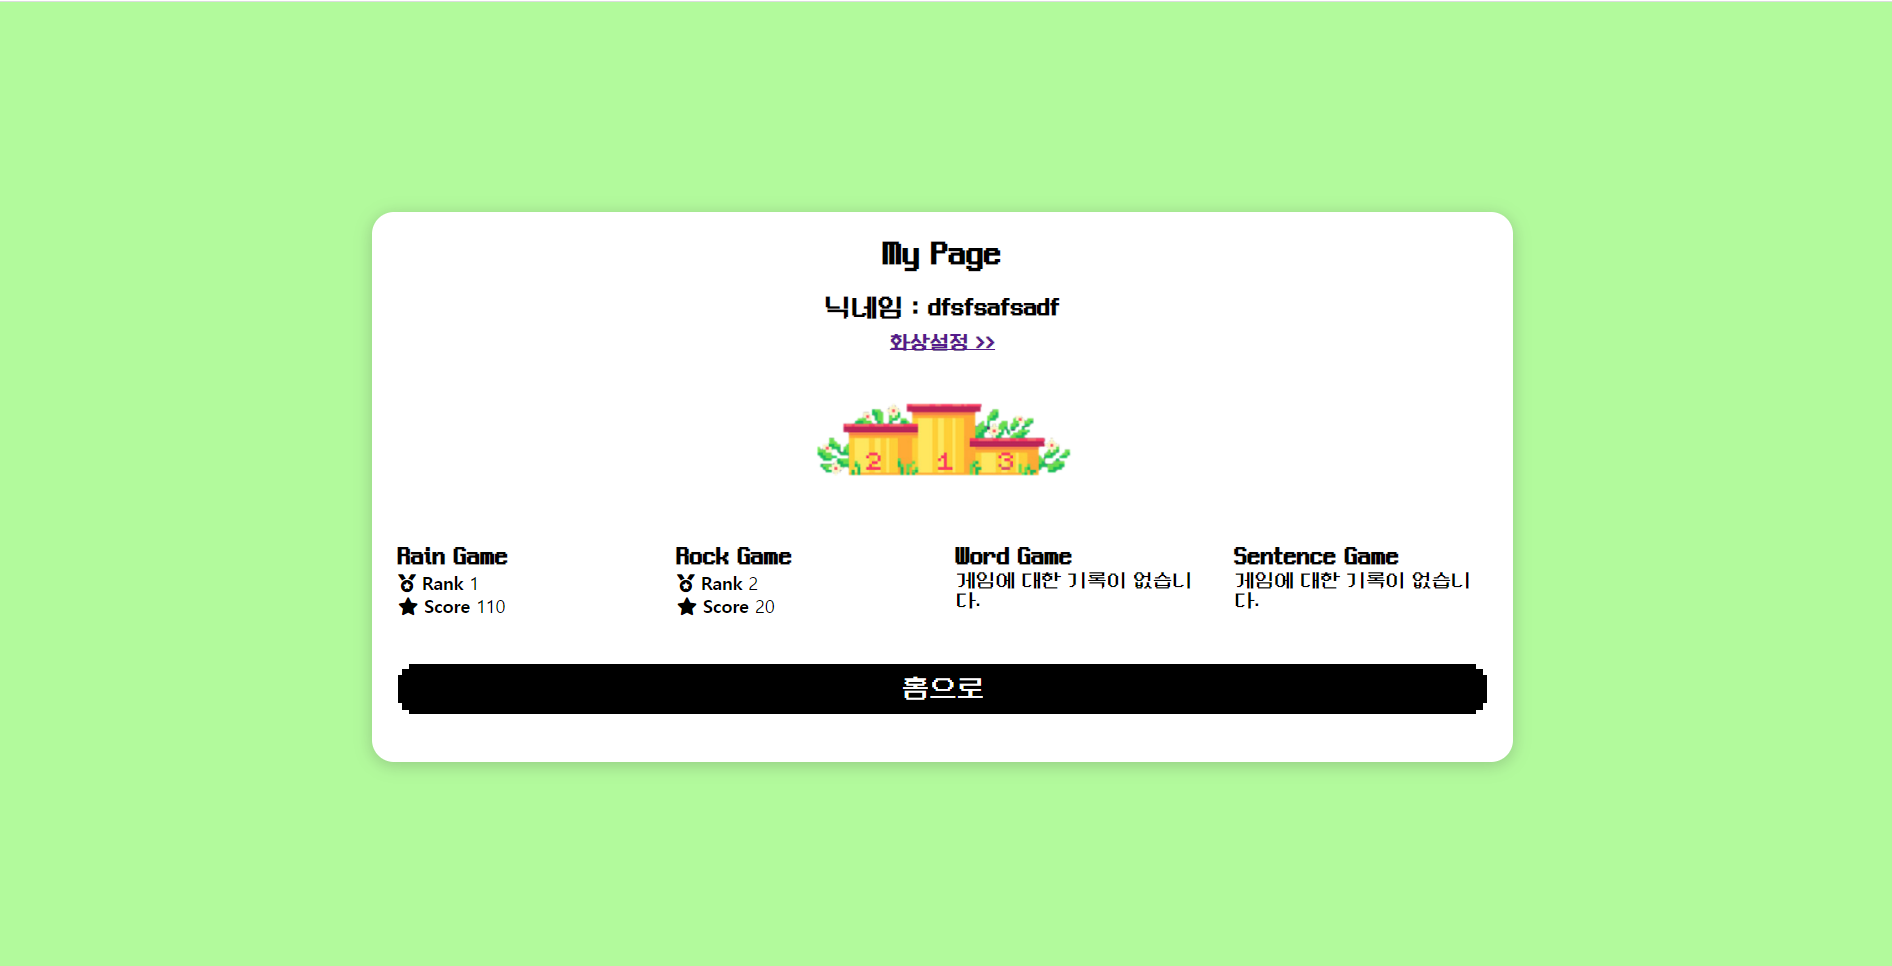 My Page
닉네임 : dfsfsafsadf
화상설정 >>
2 1 3
Rain Game
Rank 1
Score 110
Rock Game
Rank 2
Score 20
Word Game
게임에 대한 기록이 없습니
다.
Sentence Game
게임에 대한 기록이 없습니
다.
홈으로